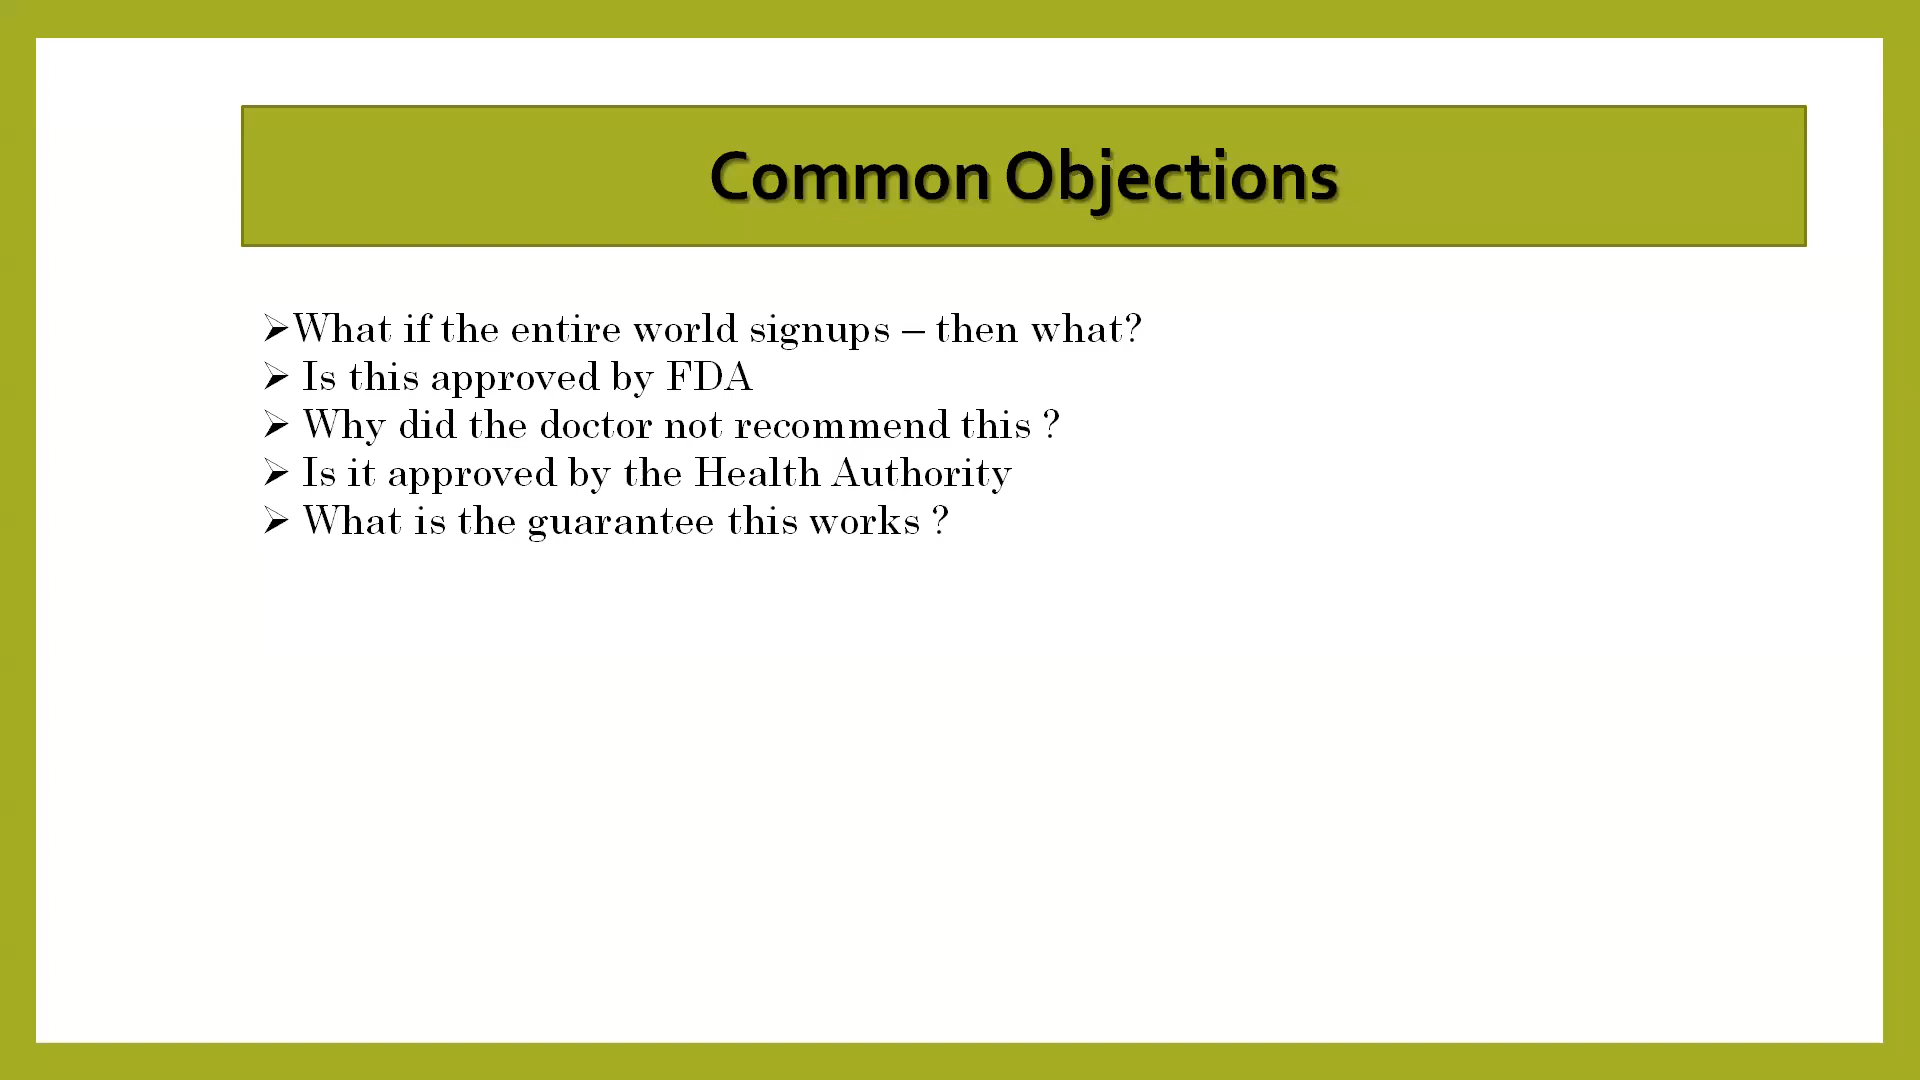 Common Objections
➢What if the entire world signups – then what?
➢ Is this approved by FDA
➢ Why did the doctor not recommend this ?
➢ Is it approved by the Health Authority
➢ What is the guarantee this works ?